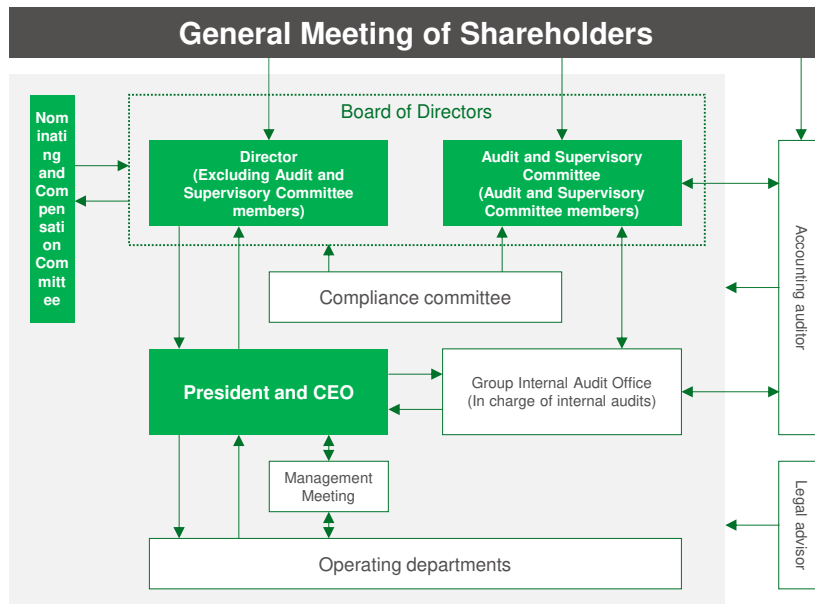 General Meeting of Shareholders
Board of Directors
Nom
inati
ng
and
Com
pen
sati
on
Com
mitt
ee
Director
(Excluding Audit and
Supervisory Committee
members)
Audit and Supervisory
Committee
(Audit and Supervisory
Committee members)
Accounting auditor
Compliance committee
President and CEO
Group Internal Audit Office
(In charge of internal audits)
Management
Meeting
Legal advisor
Operating departments